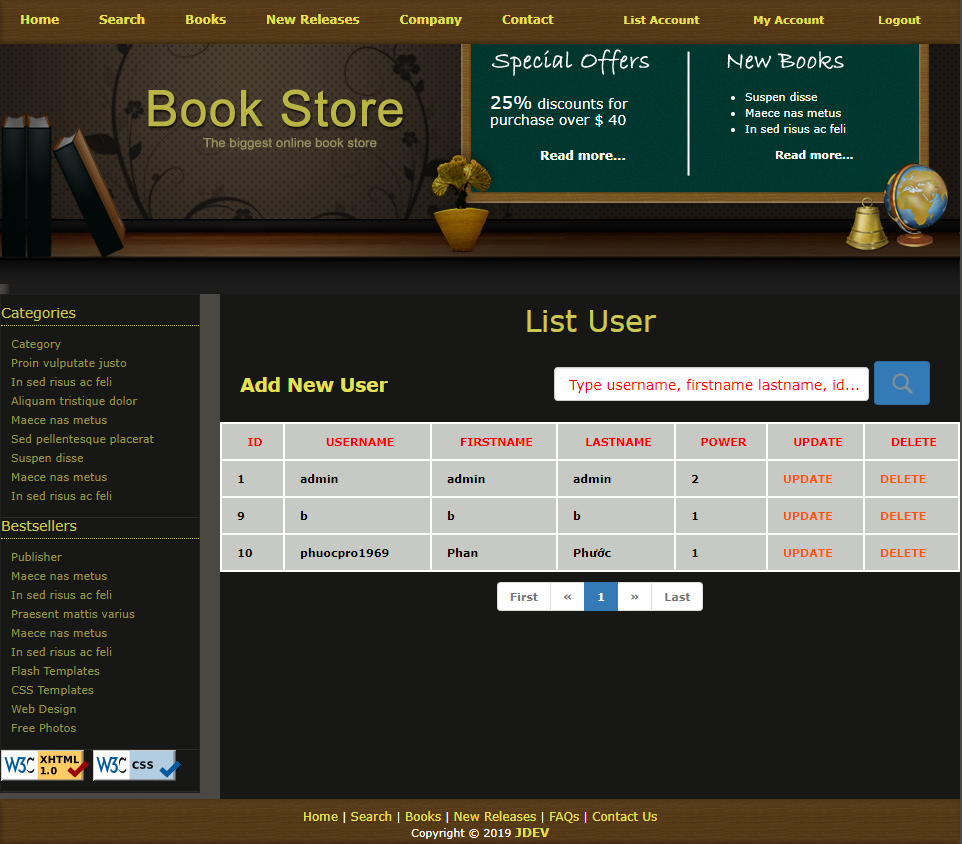 Home Search Books New Releases Company Contact List Account My Account Logout
Book Store
The biggest online book store
Special Offers
25% discounts for
purchase over $ 40
Read more...
New Books
Suspen disse
Maece nas metus
In sed risus ac feli
Read more...
Categories
Category
Proin vulputate justo
In sed risus ac feli
Aliquam tristique dolor
Maece nas metus
Sed pellentesque placerat
Suspen disse
Maece nas metus
In sed risus ac feli
Bestsellers
Publisher
Maece nas metus
In sed risus ac feli
Praesent mattis varius
Maece nas metus
In sed risus ac feli
Flash Templates
CSS Templates
Web Design
Free Photos
W3C XHTML 1.0
W3C CSS
List User
Add New User
Type username, firstname lastname, id...
ID USERNAME FIRSTNAME LASTNAME POWER UPDATE DELETE
1 admin admin admin 2 UPDATE DELETE
9 b b b 1 UPDATE DELETE
10 phuocpro1969 Phan Phước 1 UPDATE DELETE
First « 1 » Last
Home | Search | Books | New Releases | FAQs | Contact Us
Copyright © 2019 JDEV